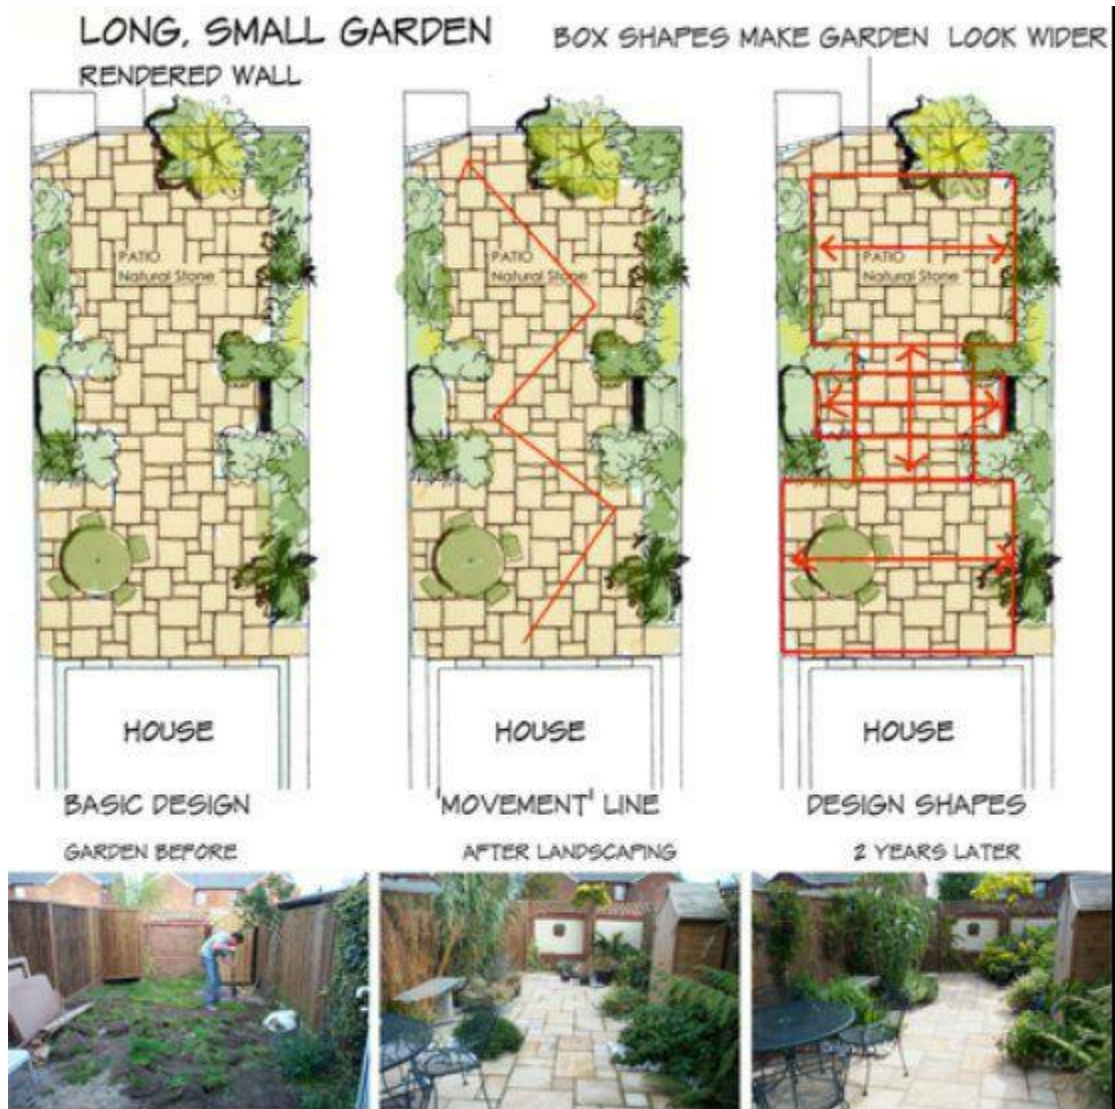 LONG, SMALL GARDEN
BOX SHAPES MAKE GARDEN LOOK WIDER
RENDERED WALL
PATIO
Natural Stone
PATIO
Natural Stone
PATIO
Natural Stone
HOUSE
HOUSE
HOUSE
BASIC DESIGN
'MOVEMENT' LINE
DESIGN SHAPES
GARDEN BEFORE
AFTER LANDSCAPING
2 YEARS LATER